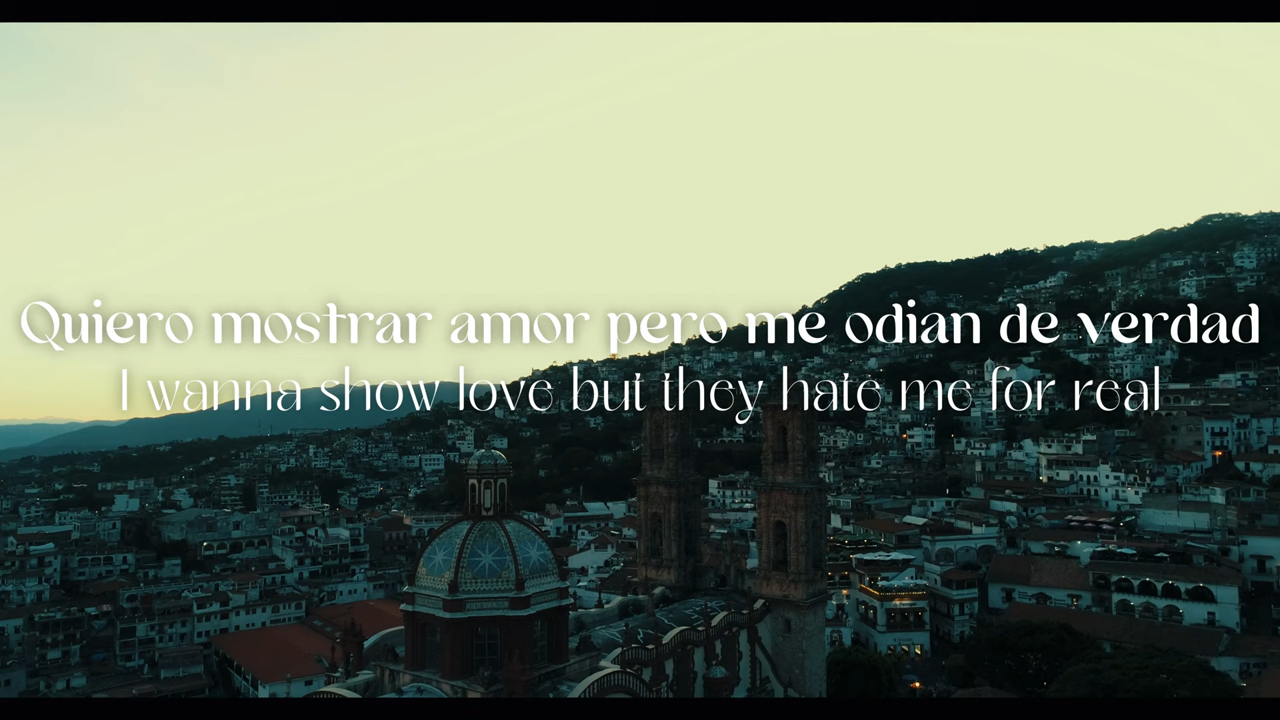 Quiero mostrar amor pero me odian de verdad
I wanna show love but they hate me for real